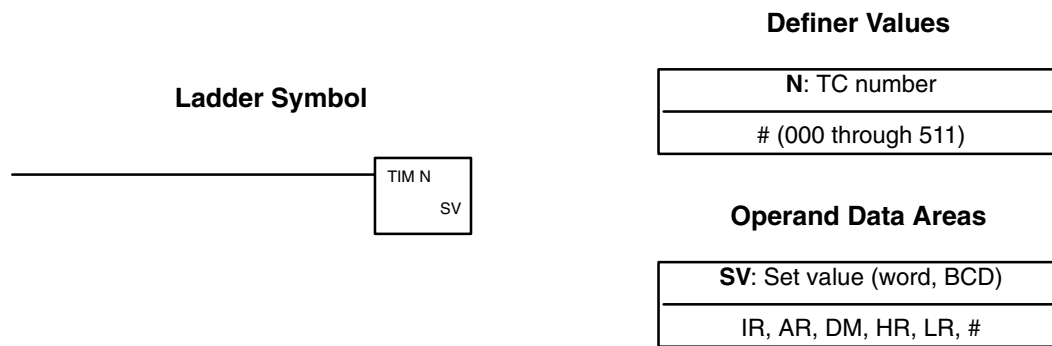 Definer Values
Ladder Symbol
N: TC number
# (000 through 511)
TIM N
SV
Operand Data Areas
SV: Set value (word, BCD)
IR, AR, DM, HR, LR, #